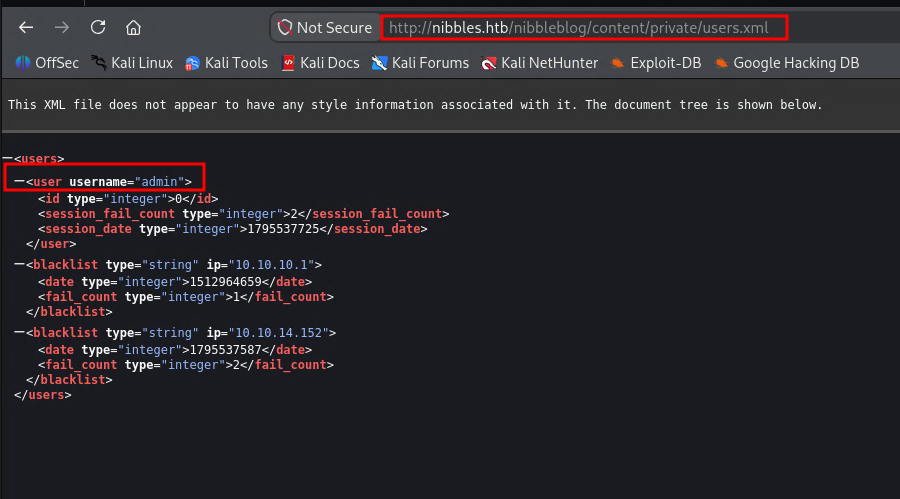 Not Secure http://nibbles.htb/nibbleblog/content/private/users.xml
OffSec Kali Linux Kali Tools Kali Docs Kali Forums Kali NetHunter Exploit-DB Google Hacking DB
This XML file does not appear to have any style information associated with it. The document tree is shown below.
—<users>
—<user username="admin">
<id type="integer">0</id>
<session_fail_count type="integer">2</session_fail_count>
<session_date type="integer">1795537725</session_date>
</user>
—<blacklist type="string" ip="10.10.10.1">
<date type="integer">1512964659</date>
<fail_count type="integer">1</fail_count>
</blacklist>
—<blacklist type="string" ip="10.10.14.152">
<date type="integer">1795537587</date>
<fail_count type="integer">2</fail_count>
</blacklist>
</users>